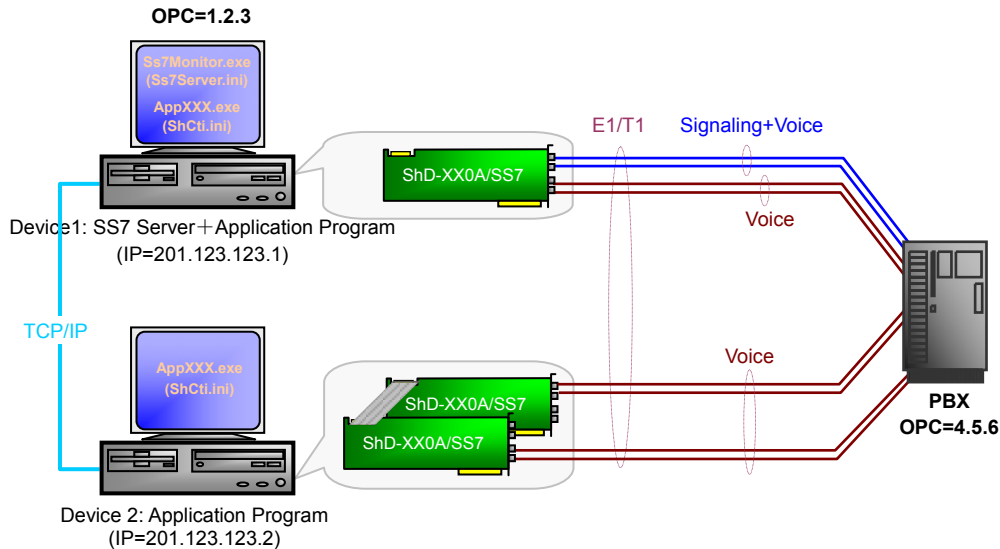 OPC=1.2.3
Ss7Monitor.exe
(Ss7Server.ini)
AppXXX.exe
(ShCti.ini)
E1/T1
Signaling+Voice
ShD-XX0A/SS7
Voice
Device1: SS7 Server＋Application Program
(IP=201.123.123.1)
TCP/IP
AppXXX.exe
(ShCti.ini)
Voice
ShD-XX0A/SS7
ShD-XX0A/SS7
PBX
OPC=4.5.6
Device 2: Application Program
(IP=201.123.123.2)